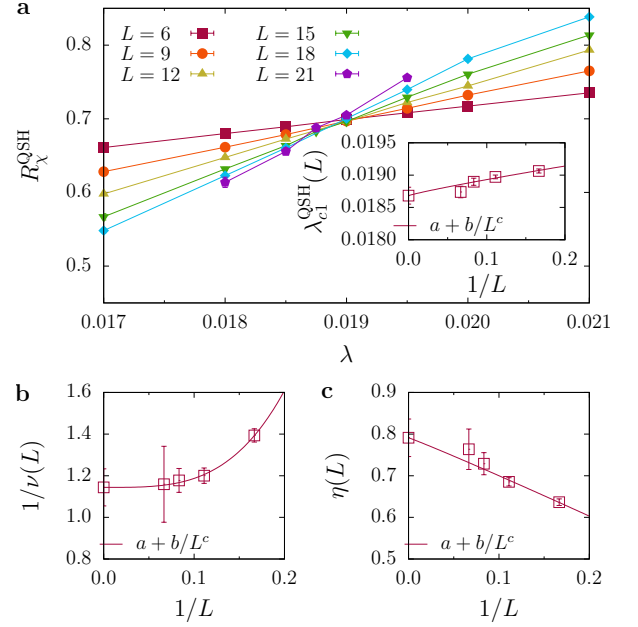 a
L = 6 L = 15
L = 9 L = 18
L = 12 L = 21
0.8
0.7
0.6
0.5
R_χ^QSH
0.017 0.018 0.019 0.020 0.021
λ
0.0195
0.0190
0.0185
0.0180
λ_c1^QSH(L)
a + b/L^c
0.0 0.1 0.2
1/L
b
1.6
1.4
1.2
1.0
0.8
1/ν(L)
a + b/L^c
0.0 0.1 0.2
1/L
c
0.9
0.8
0.7
0.6
0.5
η(L)
a + b/L^c
0.0 0.1 0.2
1/L